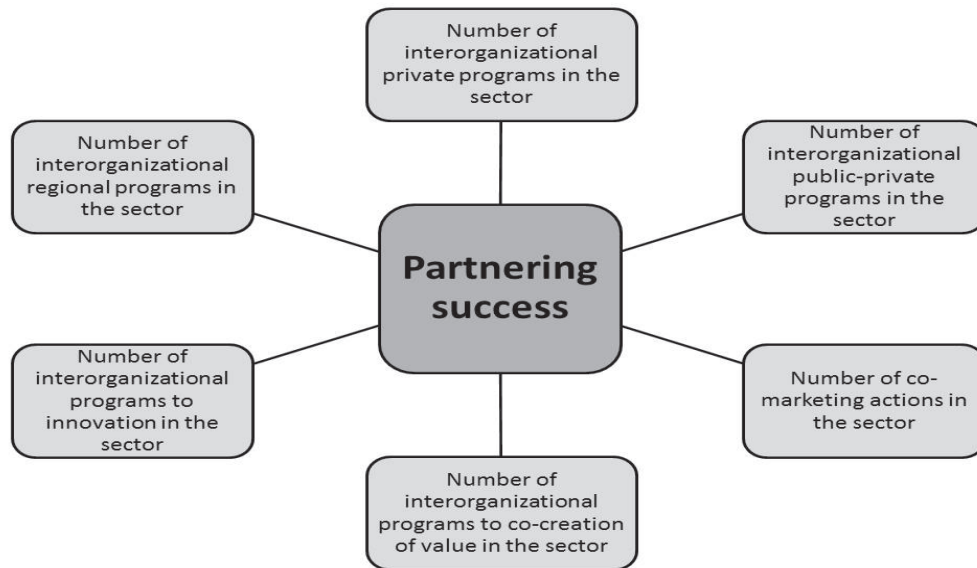 Number of
interorganizational
private programs in the
sector
Number of
interorganizational
regional programs in
the sector
Number of
interorganizational
public-private
programs in the
sector
Partnering
success
Number of
interorganizational
programs to
innovation in the
sector
Number of co-
marketing actions in
the sector
Number of
interorganizational
programs to co-creation
of value in the sector